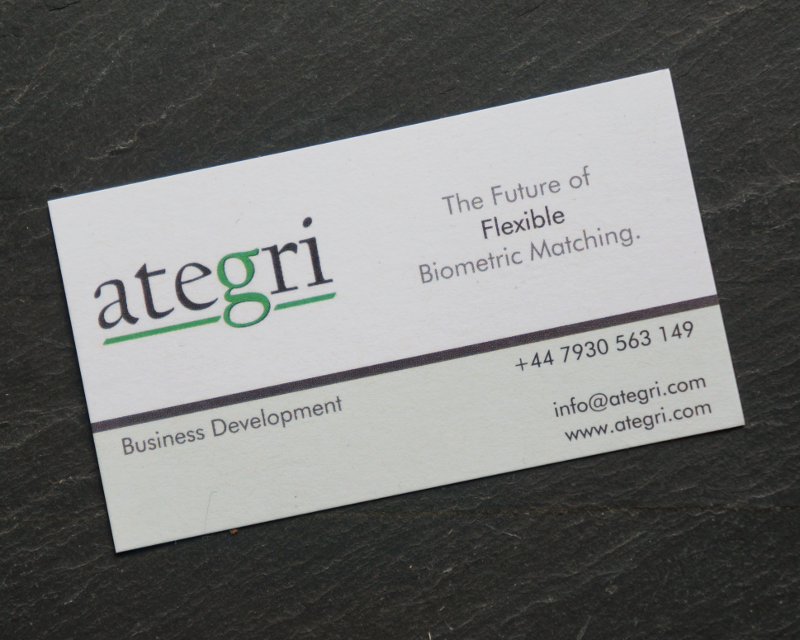 ategri
The Future of
Flexible
Biometric Matching.
Business Development
+44 7930 563 149
info@ategri.com
www.ategri.com